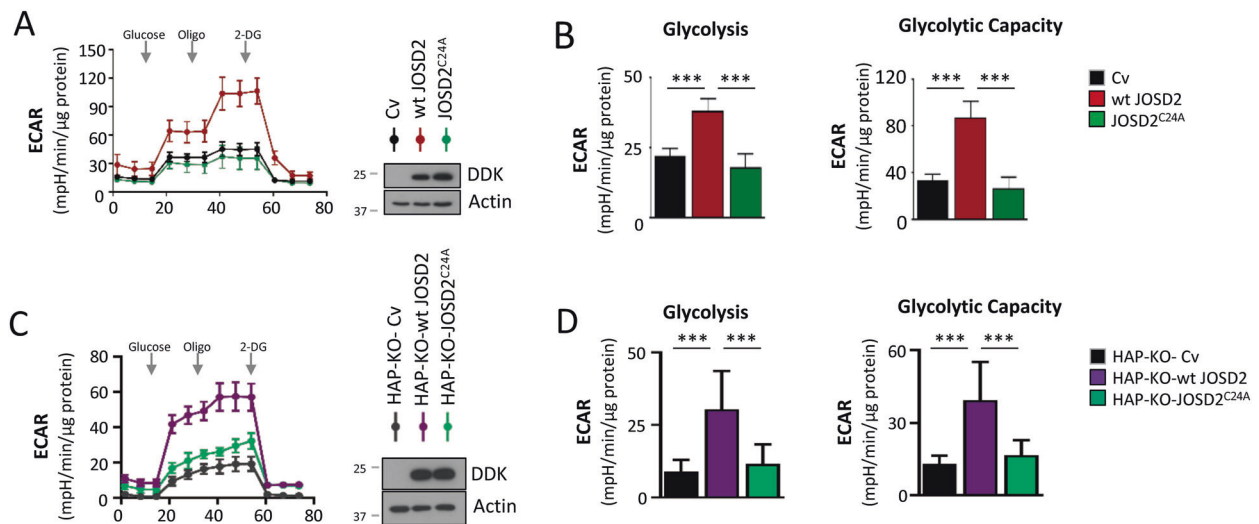 A
Glucose Oligo 2-DG
ECAR
(mpH/min/µg protein)
150
120
90
60
30
0
0 20 40 60 80
Cv
wt JOSD2
JOSD2C24A
25
DDK
37
Actin
B
Glycolysis
ECAR
(mpH/min/µg protein)
50
25
0
*** ***
Glycolytic Capacity
ECAR
(mpH/min/µg protein)
120
80
40
0
*** ***
Cv
wt JOSD2
JOSD2C24A
C
Glucose Oligo 2-DG
ECAR
(mpH/min/µg protein)
80
60
40
20
0
0 20 40 60 80
HAP-KO- Cv
HAP-KO-wt JOSD2
HAP-KO-JOSD2C24A
25
DDK
37
Actin
D
Glycolysis
ECAR
(mpH/min/µg protein)
50
25
0
*** ***
Glycolytic Capacity
ECAR
(mpH/min/µg protein)
60
30
0
*** ***
HAP-KO- Cv
HAP-KO-wt JOSD2
HAP-KO-JOSD2C24A